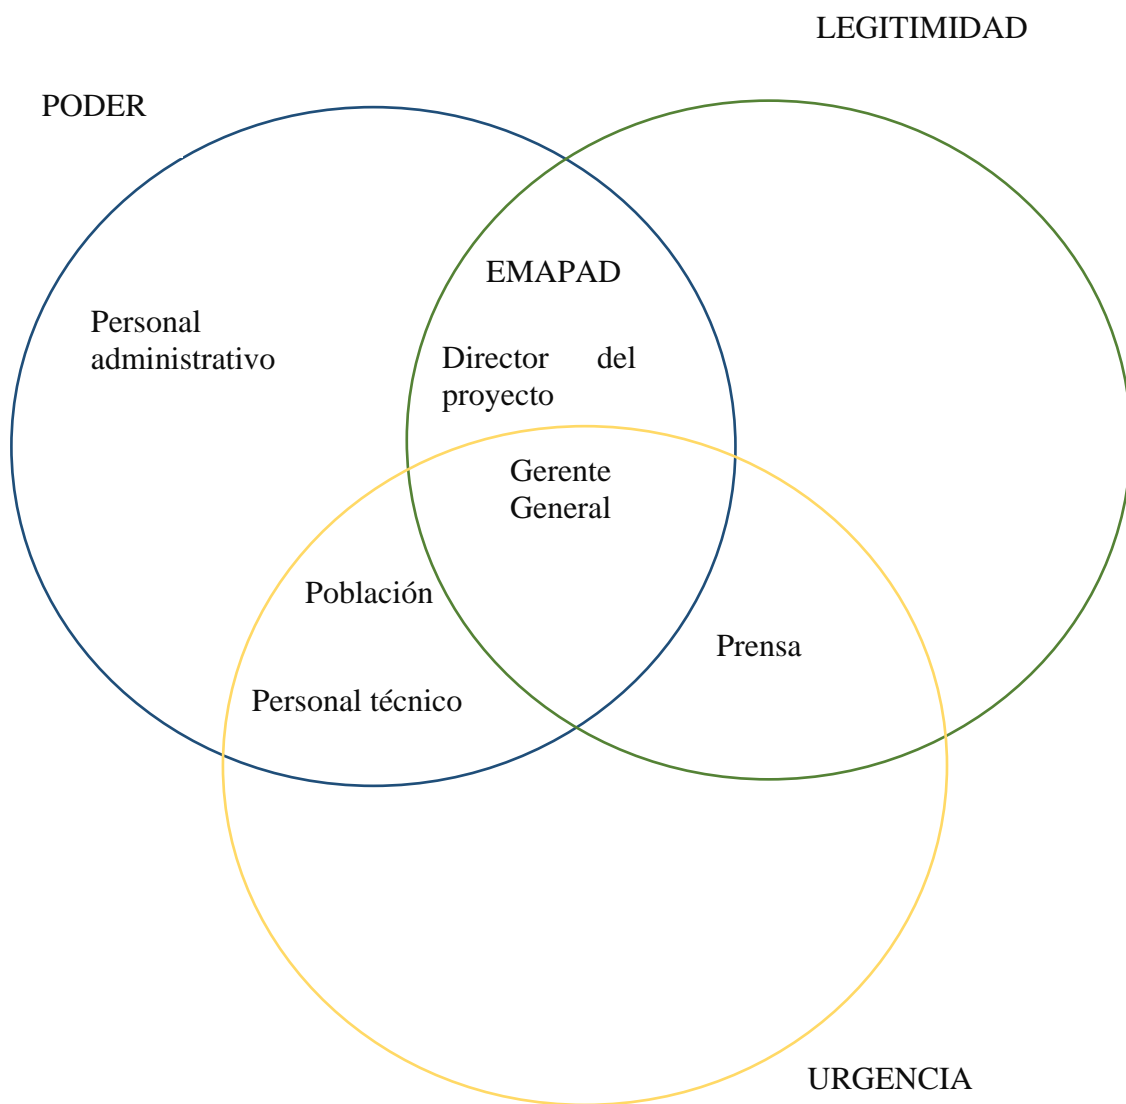 LEGITIMIDAD
PODER
EMAPAD
Personal
administrativo
Director del
proyecto
Gerente
General
Población
Prensa
Personal técnico
URGENCIA